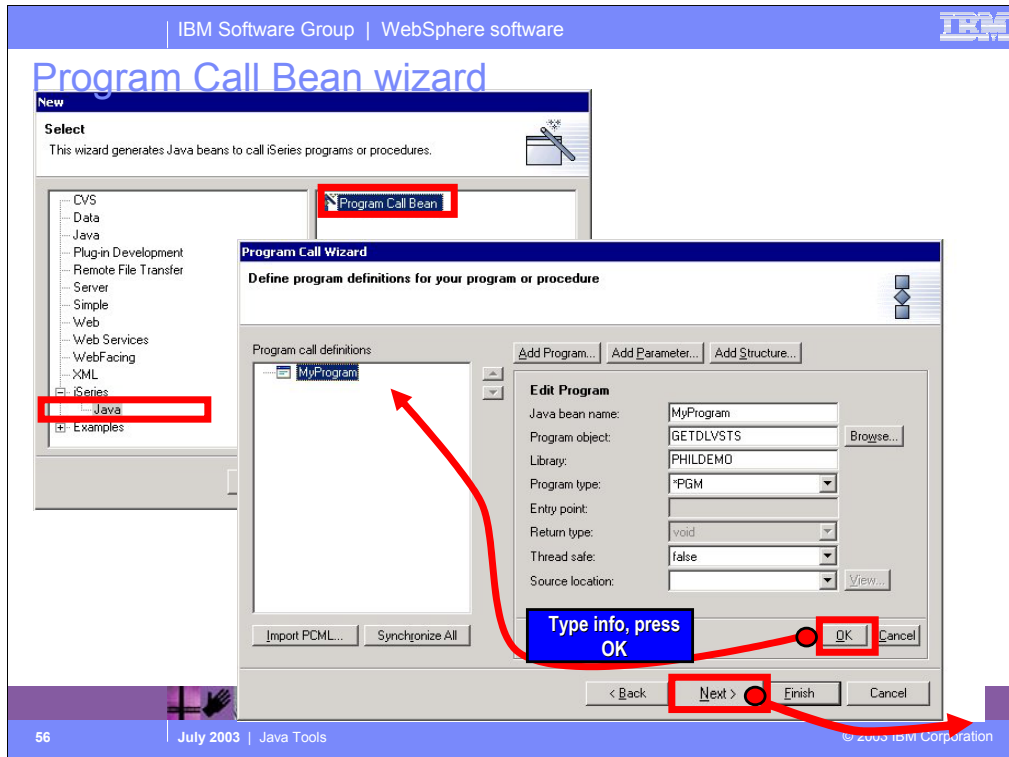 IBM Software Group | WebSphere software
IBM
Program Call Bean wizard
New
Select
This wizard generates Java beans to call iSeries programs or procedures.
CVS
Data
Java
Plug-in Development
Remote File Transfer
Server
Simple
Web
Web Services
WebFacing
XML
iSeries
Java
Examples
Program Call Bean
Program Call Wizard
Define program definitions for your program or procedure
Program call definitions
MyProgram
Add Program... Add Parameter... Add Structure...
Edit Program
Java bean name: MyProgram
Program object: GETDLVSTS Browse...
Library: PHILDEMO
Program type: *PGM
Entry point:
Return type: void
Thread safe: false
Source location: View...
Import PCML... Synchronize All
Type info, press
OK
OK Cancel
< Back Next > Finish Cancel
56 July 2003 | Java Tools © 2003 IBM Corporation